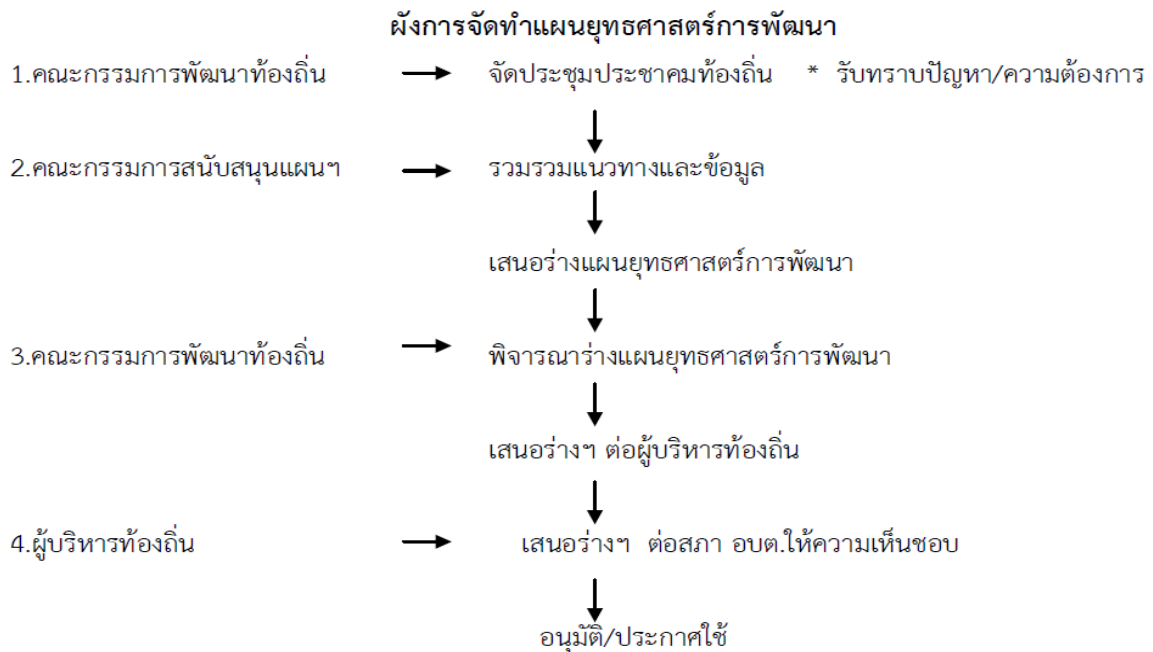 ผังการจัดทำแผนยุทธศาสตร์การพัฒนา
1.คณะกรรมการพัฒนาท้องถิ่น จัดประชุมประชาคมท้องถิ่น * รับทราบปัญหา/ความต้องการ
2.คณะกรรมการสนับสนุนแผนฯ รวมรวมแนวทางและข้อมูล
เสนอร่างแผนยุทธศาสตร์การพัฒนา
3.คณะกรรมการพัฒนาท้องถิ่น พิจารณาร่างแผนยุทธศาสตร์การพัฒนา
เสนอร่างฯ ต่อผู้บริหารท้องถิ่น
4.ผู้บริหารท้องถิ่น เสนอร่างฯ ต่อสภา อบต.ให้ความเห็นชอบ
อนุมัติ/ประกาศใช้